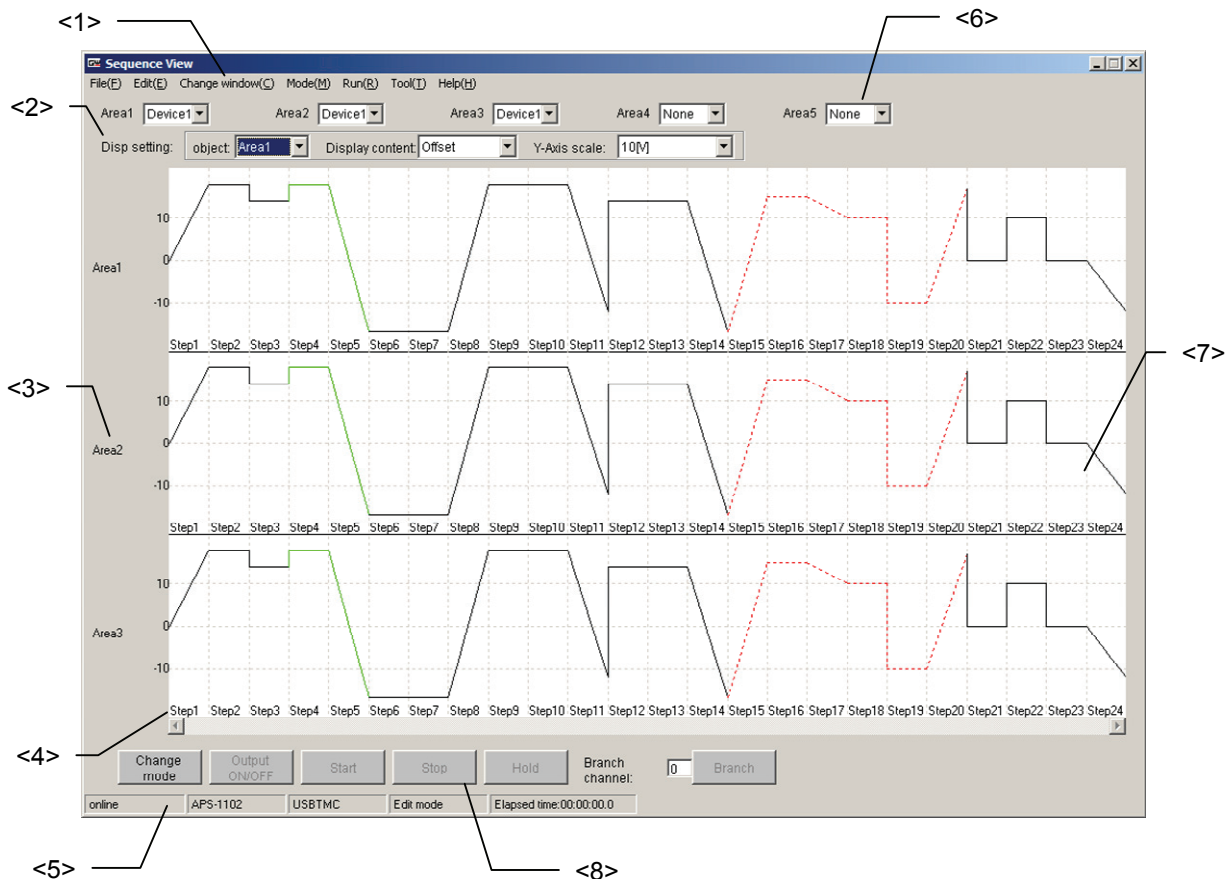 <1>
<6>
GW Sequence View
File(F) Edit(E) Change window(C) Mode(M) Run(R) Tool(T) Help(H)
<2>
Area1 Device1 Area2 Device1 Area3 Device1 Area4 None Area5 None
Disp setting: object: Area1 Display content: Offset Y-Axis scale: 10[V]
10
0
-10
Area1
Step1 Step2 Step3 Step4 Step5 Step6 Step7 Step8 Step9 Step10 Step11 Step12 Step13 Step14 Step15 Step16 Step17 Step18 Step19 Step20 Step21 Step22 Step23 Step24
<7>
<3>
10
0
-10
Area2
Step1 Step2 Step3 Step4 Step5 Step6 Step7 Step8 Step9 Step10 Step11 Step12 Step13 Step14 Step15 Step16 Step17 Step18 Step19 Step20 Step21 Step22 Step23 Step24
10
0
-10
Area3
Step1 Step2 Step3 Step4 Step5 Step6 Step7 Step8 Step9 Step10 Step11 Step12 Step13 Step14 Step15 Step16 Step17 Step18 Step19 Step20 Step21 Step22 Step23 Step24
<4>
Change mode
Output ON/OFF
Start
Stop
Hold
Branch channel: 0
Branch
online APS-1102 USBTMC Edit mode Elapsed time:00:00:00.0
<5>
<8>